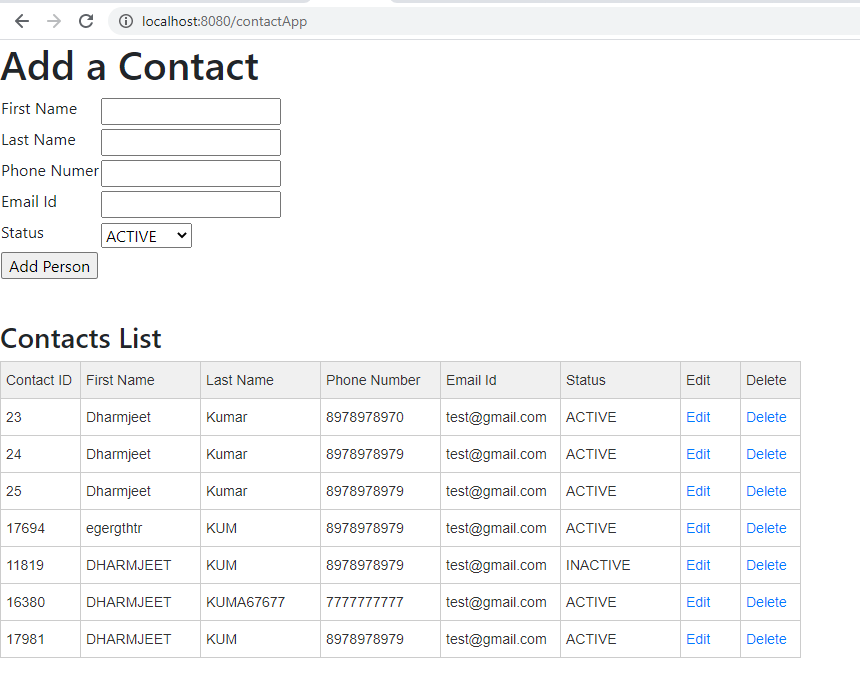 localhost:8080/contactApp
Add a Contact
First Name
Last Name
Phone Numer
Email Id
Status ACTIVE
Add Person
Contacts List
Contact ID First Name Last Name Phone Number Email Id Status Edit Delete
23 Dharmjeet Kumar 8978978970 test@gmail.com ACTIVE Edit Delete
24 Dharmjeet Kumar 8978978979 test@gmail.com ACTIVE Edit Delete
25 Dharmjeet Kumar 8978978979 test@gmail.com ACTIVE Edit Delete
17694 egergthtr KUM 8978978979 test@gmail.com ACTIVE Edit Delete
11819 DHARMJEET KUM 8978978979 test@gmail.com INACTIVE Edit Delete
16380 DHARMJEET KUMA67677 7777777777 test@gmail.com ACTIVE Edit Delete
17981 DHARMJEET KUM 8978978979 test@gmail.com ACTIVE Edit Delete